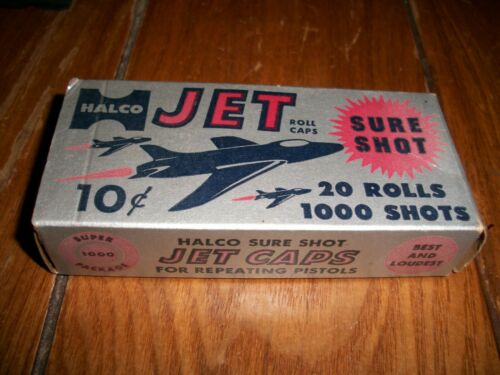 HALCO
JET
ROLL
CAPS
SURE
SHOT
10¢
20 ROLLS
1000 SHOTS
SUPER
1000
PACKAGE
HALCO SURE SHOT
JET CAPS
FOR REPEATING PISTOLS
BEST
AND
LOUDEST